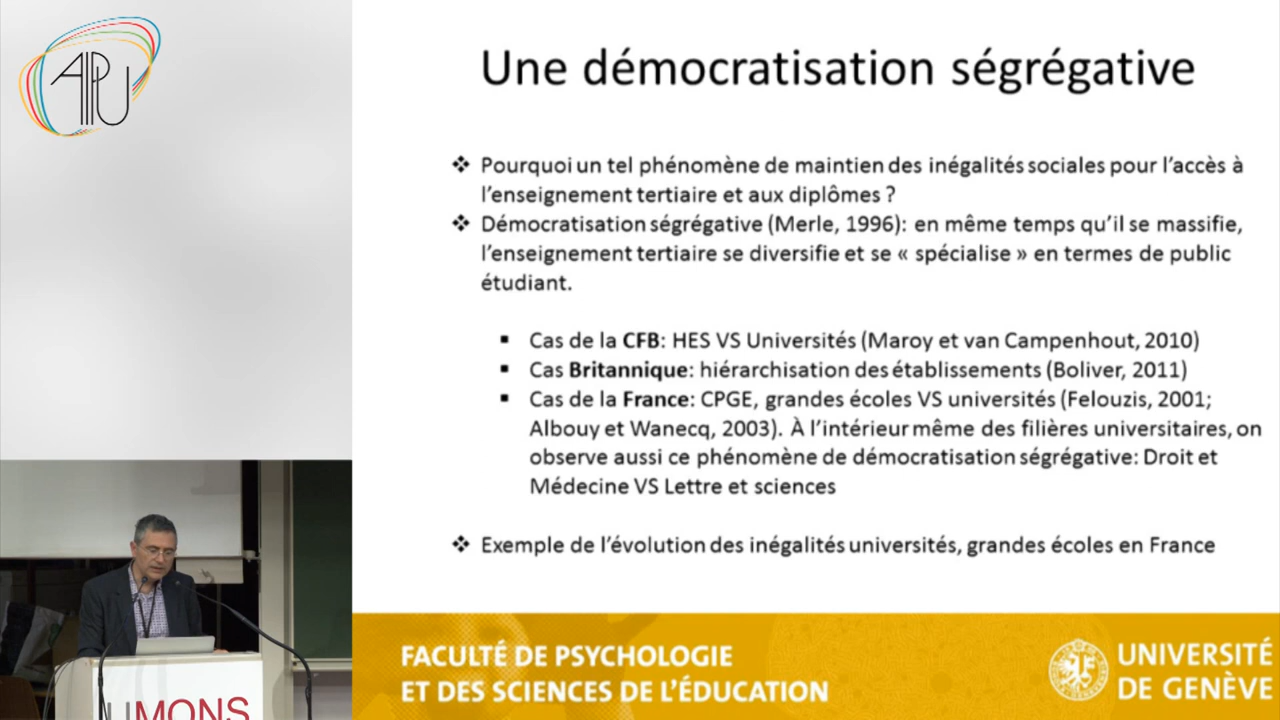 AIPU
Une démocratisation ségrégative
❖ Pourquoi un tel phénomène de maintien des inégalités sociales pour l'accès à
l'enseignement tertiaire et aux diplômes ?
❖ Démocratisation ségrégative (Merle, 1996): en même temps qu'il se massifie,
l'enseignement tertiaire se diversifie et se « spécialise » en termes de public
étudiant.
▪ Cas de la CFB: HES VS Universités (Maroy et van Campenhout, 2010)
▪ Cas Britannique: hiérarchisation des établissements (Boliver, 2011)
▪ Cas de la France: CPGE, grandes écoles VS universités (Felouzis, 2001;
Albouy et Wanecq, 2003). À l'intérieur même des filières universitaires, on
observe aussi ce phénomène de démocratisation ségrégative: Droit et
Médecine VS Lettre et sciences
❖ Exemple de l'évolution des inégalités universités, grandes écoles en France
FACULTÉ DE PSYCHOLOGIE
ET DES SCIENCES DE L'ÉDUCATION
UNIVERSITÉ
DE GENÈVE
UMONS